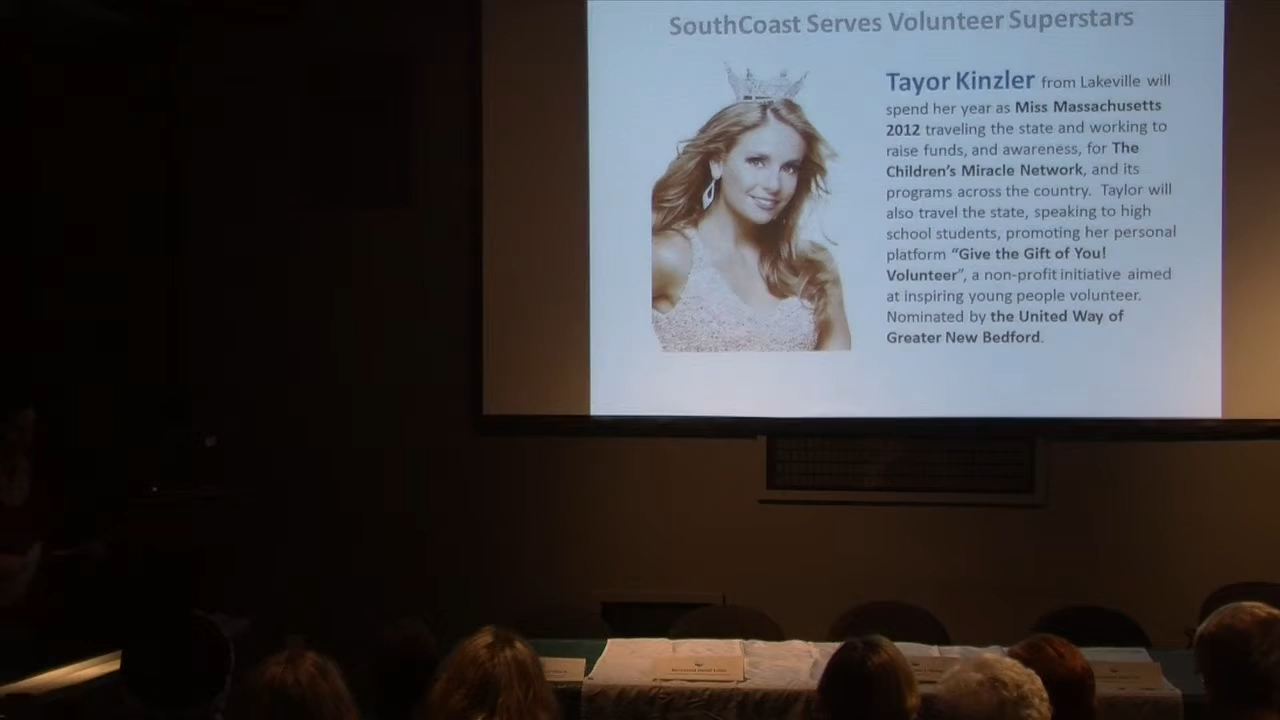 SouthCoast Serves Volunteer Superstars
Tayor Kinzler from Lakeville will
spend her year as Miss Massachusetts
2012 traveling the state and working to
raise funds, and awareness, for The
Children's Miracle Network, and its
programs across the country. Taylor will
also travel the state, speaking to high
school students, promoting her personal
platform “Give the Gift of You!
Volunteer”, a non-profit initiative aimed
at inspiring young people volunteer.
Nominated by the United Way of
Greater New Bedford.